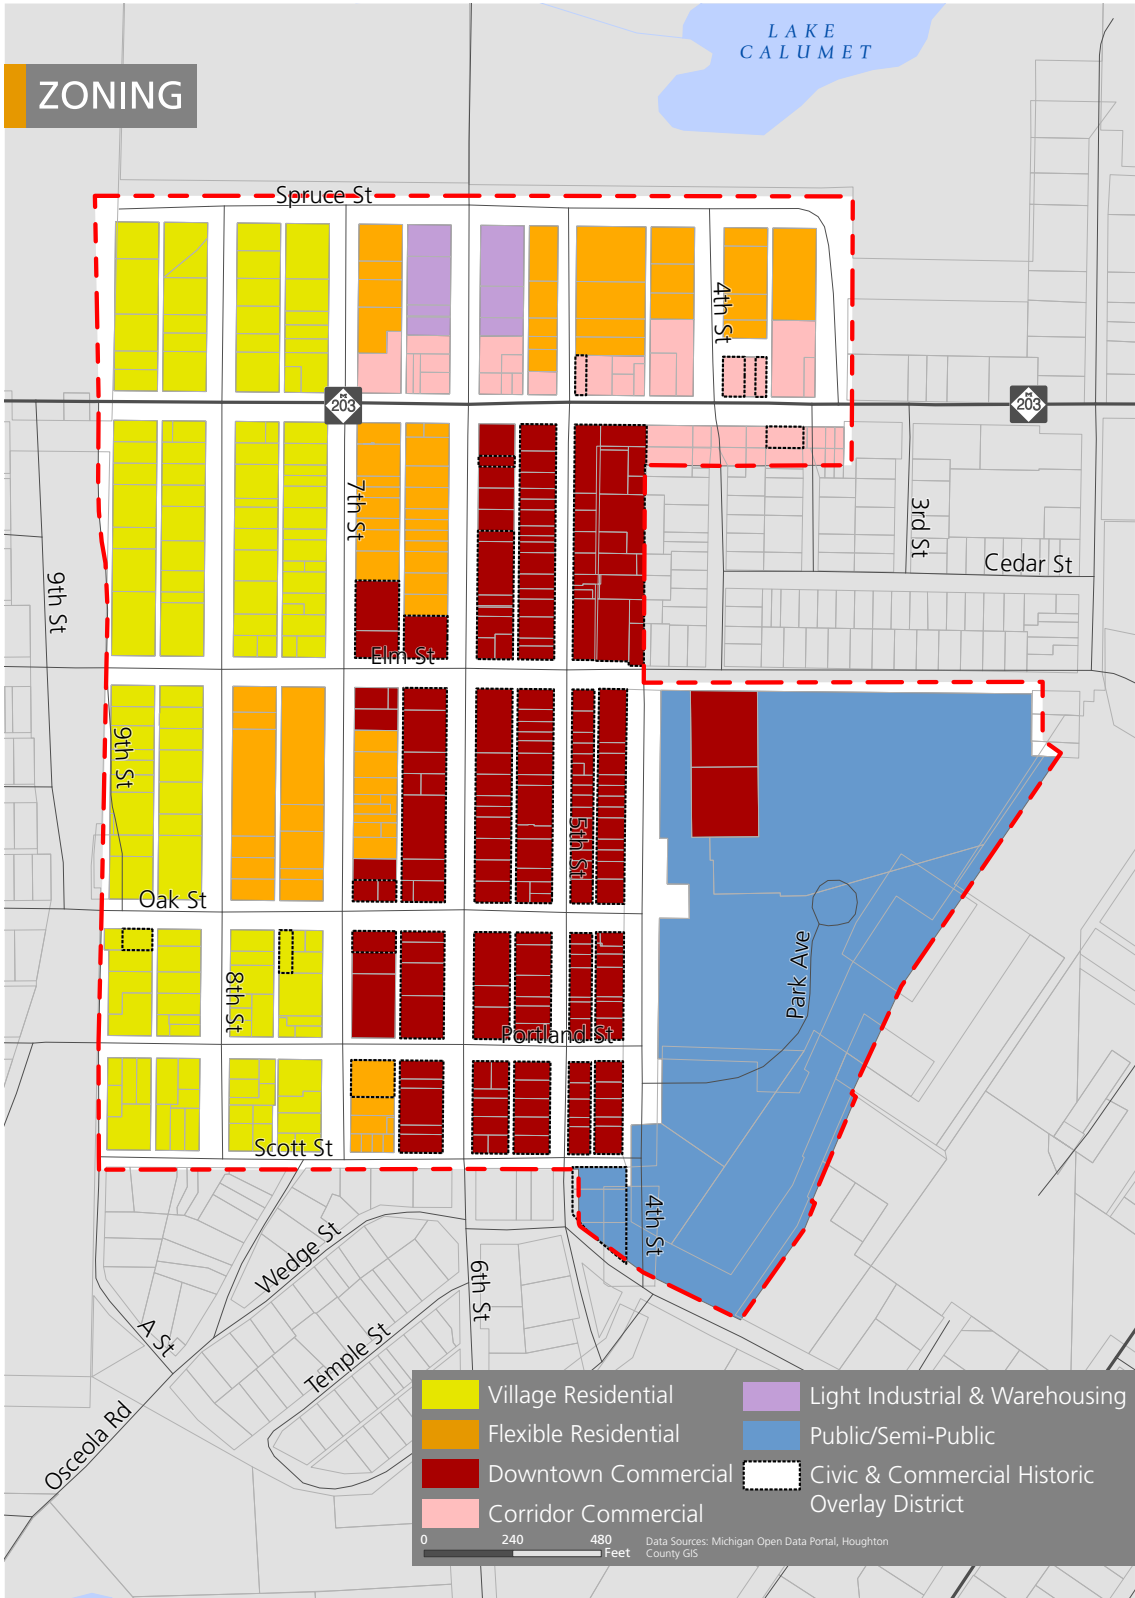 LAKE
CALUMET
ZONING
Spruce St
4th St
M
203
M
203
7th St
3rd St
Cedar St
9th St
Elm St
9th St
5th St
Oak St
Park Ave
8th St
Portland St
Scott St
4th St
Wedge St
6th St
A St
Temple St
Osceola Rd
Village Residential
Flexible Residential
Downtown Commercial
Corridor Commercial
Light Industrial & Warehousing
Public/Semi-Public
Civic & Commercial Historic
Overlay District
0 240 480
Feet
Data Sources: Michigan Open Data Portal, Houghton
County GIS